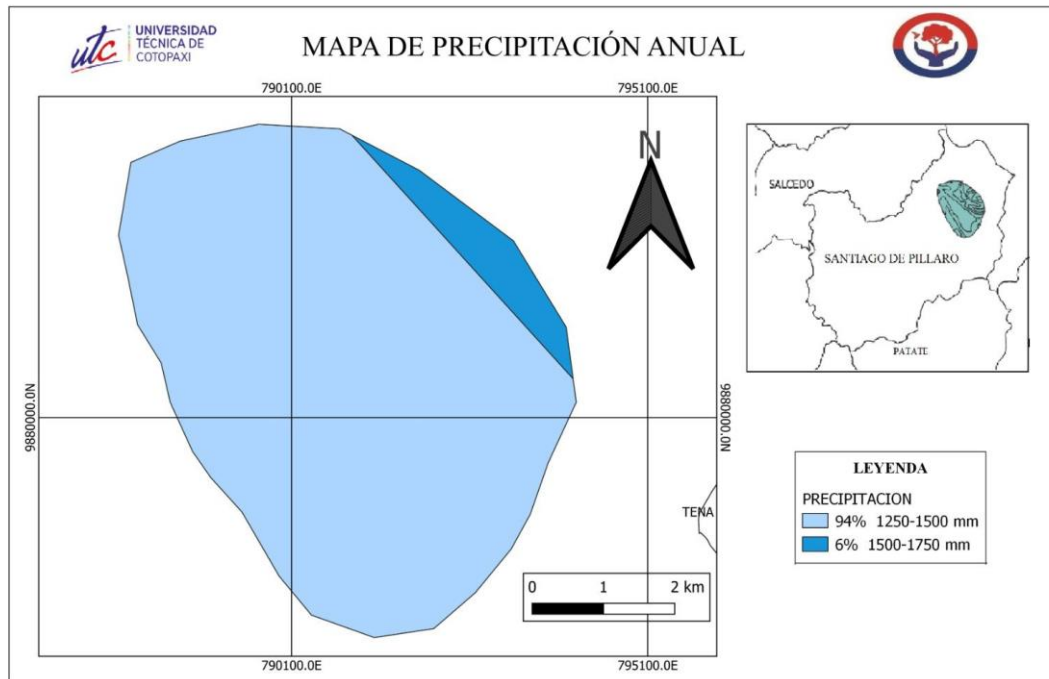 utc
UNIVERSIDAD
TÉCNICA DE
COTOPAXI
MAPA DE PRECIPITACIÓN ANUAL
790100.0E
795100.0E
N
9880000.0N
9880000.0N
TENA
0 1 2 km
790100.0E
795100.0E
SALCEDO
SANTIAGO DE PILLARO
PATATE
LEYENDA
PRECIPITACION
94% 1250-1500 mm
6% 1500-1750 mm